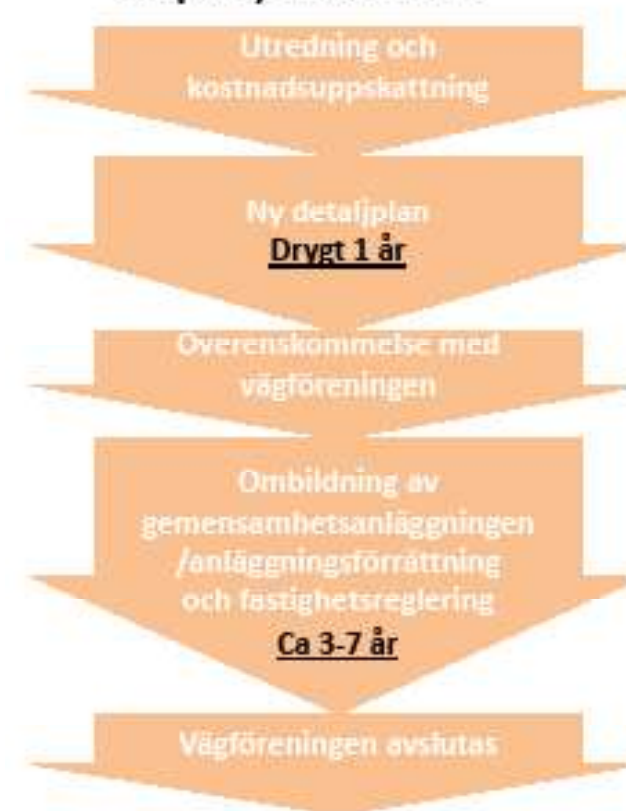 Utredning och
kostnadsuppskattning
Ny detaljplan
Drygt 1 år
Överenskommelse med
vägföreningen
Ombildning av
gemensamhetsanläggningen
/anläggningsförrättning
och fastighetsreglering
Ca 3-7 år
Vägföreningen avslutas